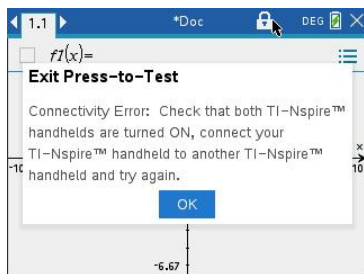 1.1 *Doc DEG
f1(x)=
Exit Press-to-Test
Connectivity Error: Check that both TI-Nspire™
handhelds are turned ON, connect your
TI-Nspire™ handheld to another TI-Nspire™
handheld and try again.
-10 x
10
OK
-6.67